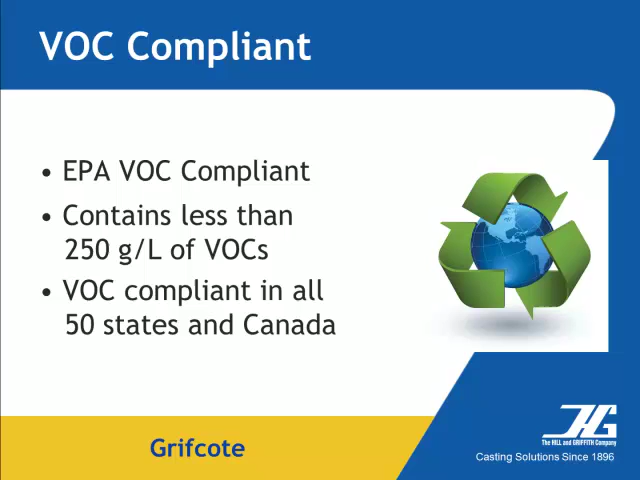 VOC Compliant
• EPA VOC Compliant
• Contains less than
250 g/L of VOCs
• VOC compliant in all
50 states and Canada
Grifcote
HG
The HILL and GRIFFITH Company
Casting Solutions Since 1896